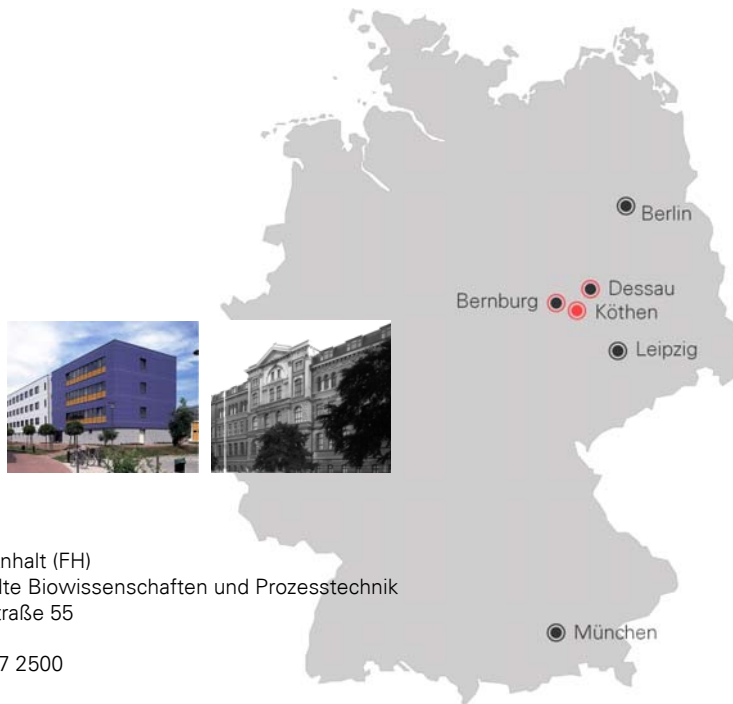 Berlin
Dessau
Bernburg
Köthen
Leipzig
nhalt (FH)
lte Biowissenschaften und Prozesstechnik
traße 55
München
7 2500